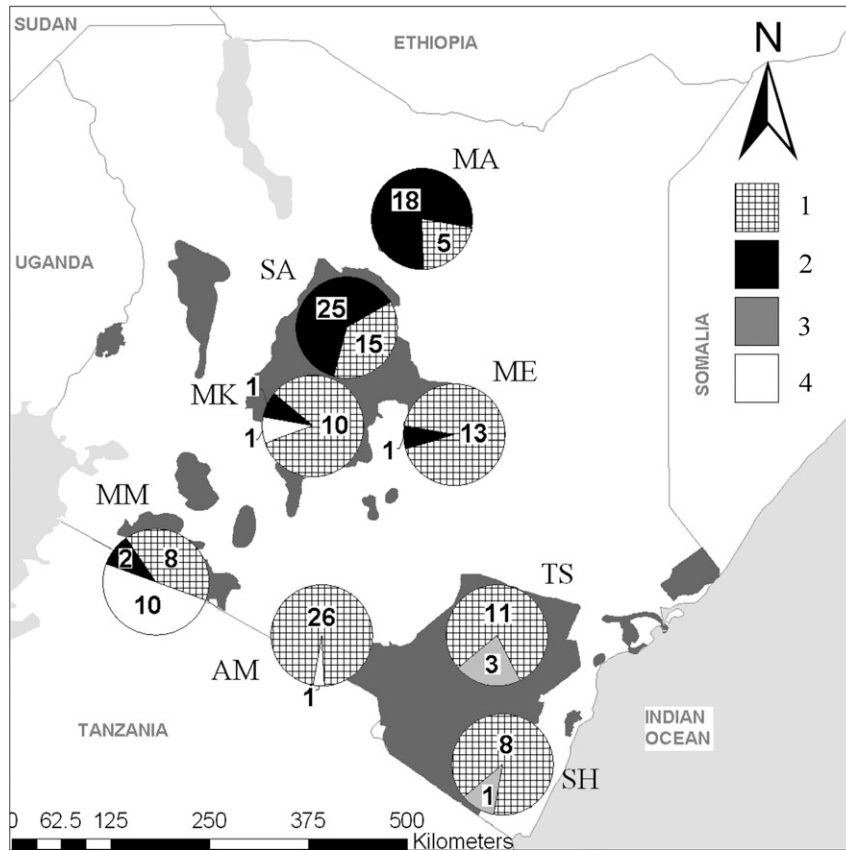 SUDAN
ETHIOPIA
N
MA
18
5
1
UGANDA
SA
2
25
15
3
SOMALIA
4
MK
1
10
1
ME
13
1
MM
2
8
10
TS
11
3
26
AM
1
TANZANIA
INDIAN
OCEAN
8
1
SH
0 62.5 125 250 375 500
Kilometers